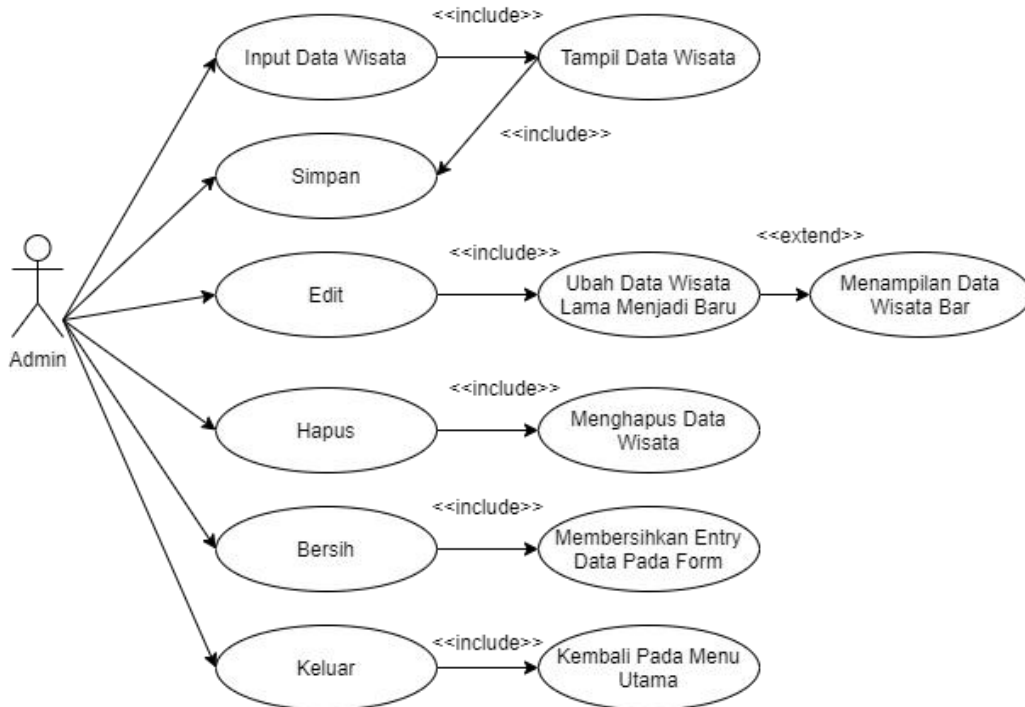 <<include>>
Input Data Wisata
Tampil Data Wisata
<<include>>
Simpan
<<extend>>
<<include>>
Edit
Ubah Data Wisata
Lama Menjadi Baru
Menampilan Data
Wisata Bar
Admin
<<include>>
Hapus
Menghapus Data
Wisata
<<include>>
Bersih
Membersihkan Entry
Data Pada Form
<<include>>
Keluar
Kembali Pada Menu
Utama